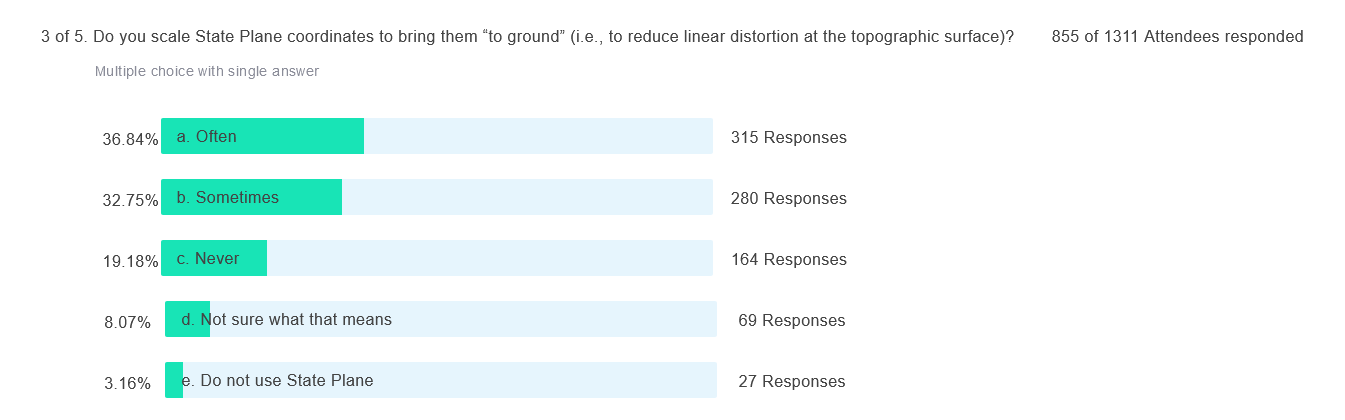 3 of 5. Do you scale State Plane coordinates to bring them “to ground” (i.e., to reduce linear distortion at the topographic surface)? 855 of 1311 Attendees responded
Multiple choice with single answer
36.84% a. Often 315 Responses
32.75% b. Sometimes 280 Responses
19.18% c. Never 164 Responses
8.07% d. Not sure what that means 69 Responses
3.16% e. Do not use State Plane 27 Responses